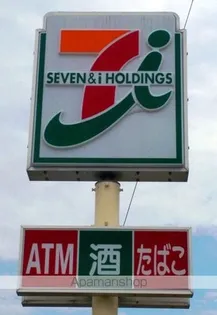 7i
SEVEN&i HOLDINGS
ATM 酒 たばこ
Apamanshop